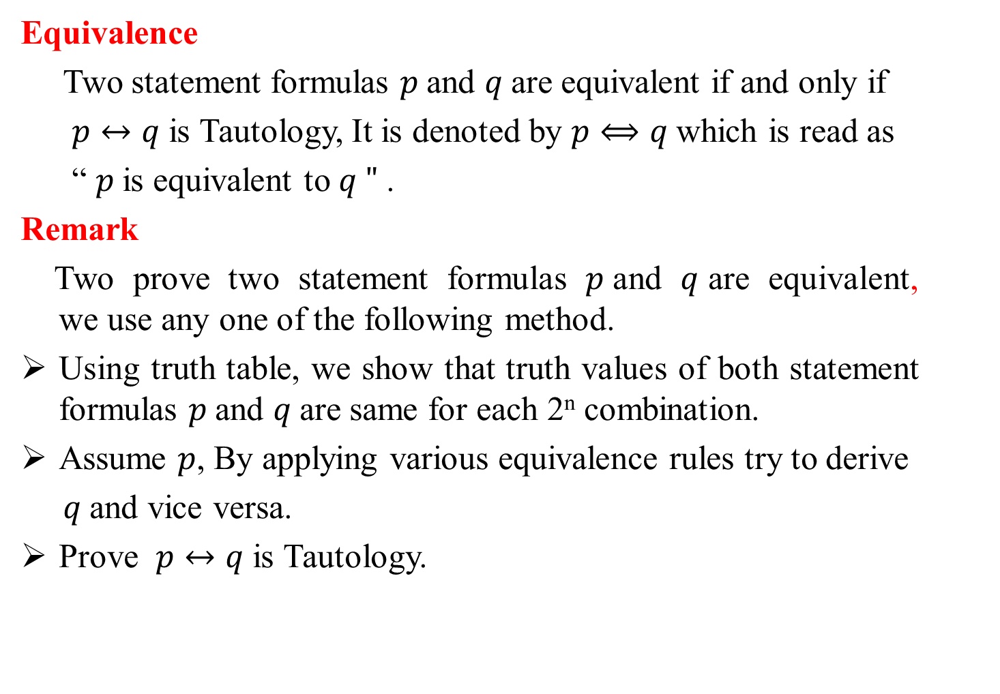 Equivalence
Two statement formulas 𝑝 and 𝑞 are equivalent if and only if
𝑝 ↔ 𝑞 is Tautology, It is denoted by 𝑝 ⟺ 𝑞 which is read as
“ 𝑝 is equivalent to 𝑞 " .
Remark
Two prove two statement formulas 𝑝 and 𝑞 are equivalent,
we use any one of the following method.
➢ Using truth table, we show that truth values of both statement
formulas 𝑝 and 𝑞 are same for each 2ⁿ combination.
➢ Assume 𝑝, By applying various equivalence rules try to derive
𝑞 and vice versa.
➢ Prove 𝑝 ↔ 𝑞 is Tautology.